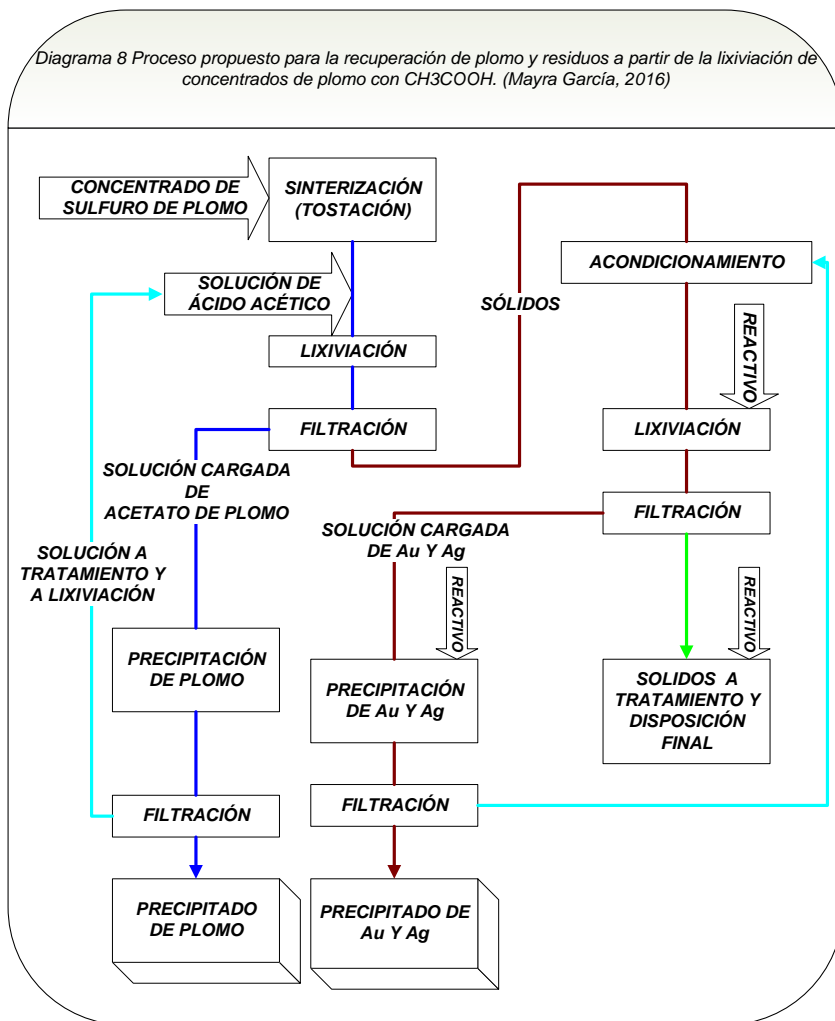 Diagrama 8 Proceso propuesto para la recuperación de plomo y residuos a partir de la lixiviación de
concentrados de plomo con CH3COOH. (Mayra García, 2016)
CONCENTRADO DE
SULFURO DE PLOMO
SINTERIZACIÓN
(TOSTACIÓN)
SOLUCIÓN DE
ÁCIDO ACÉTICO
LIXIVIACIÓN
FILTRACIÓN
SOLUCIÓN CARGADA
DE
ACETATO DE PLOMO
SOLUCIÓN A
TRATAMIENTO Y
A LIXIVIACIÓN
PRECIPITACIÓN
DE PLOMO
FILTRACIÓN
PRECIPITADO
DE PLOMO
SÓLIDOS
ACONDICIONAMIENTO
REACTIVO
LIXIVIACIÓN
FILTRACIÓN
SOLUCIÓN CARGADA
DE Au Y Ag
REACTIVO
PRECIPITACIÓN
DE Au Y Ag
FILTRACIÓN
PRECIPITADO DE
Au Y Ag
REACTIVO
SOLIDOS A
TRATAMIENTO Y
DISPOSICIÓN
FINAL